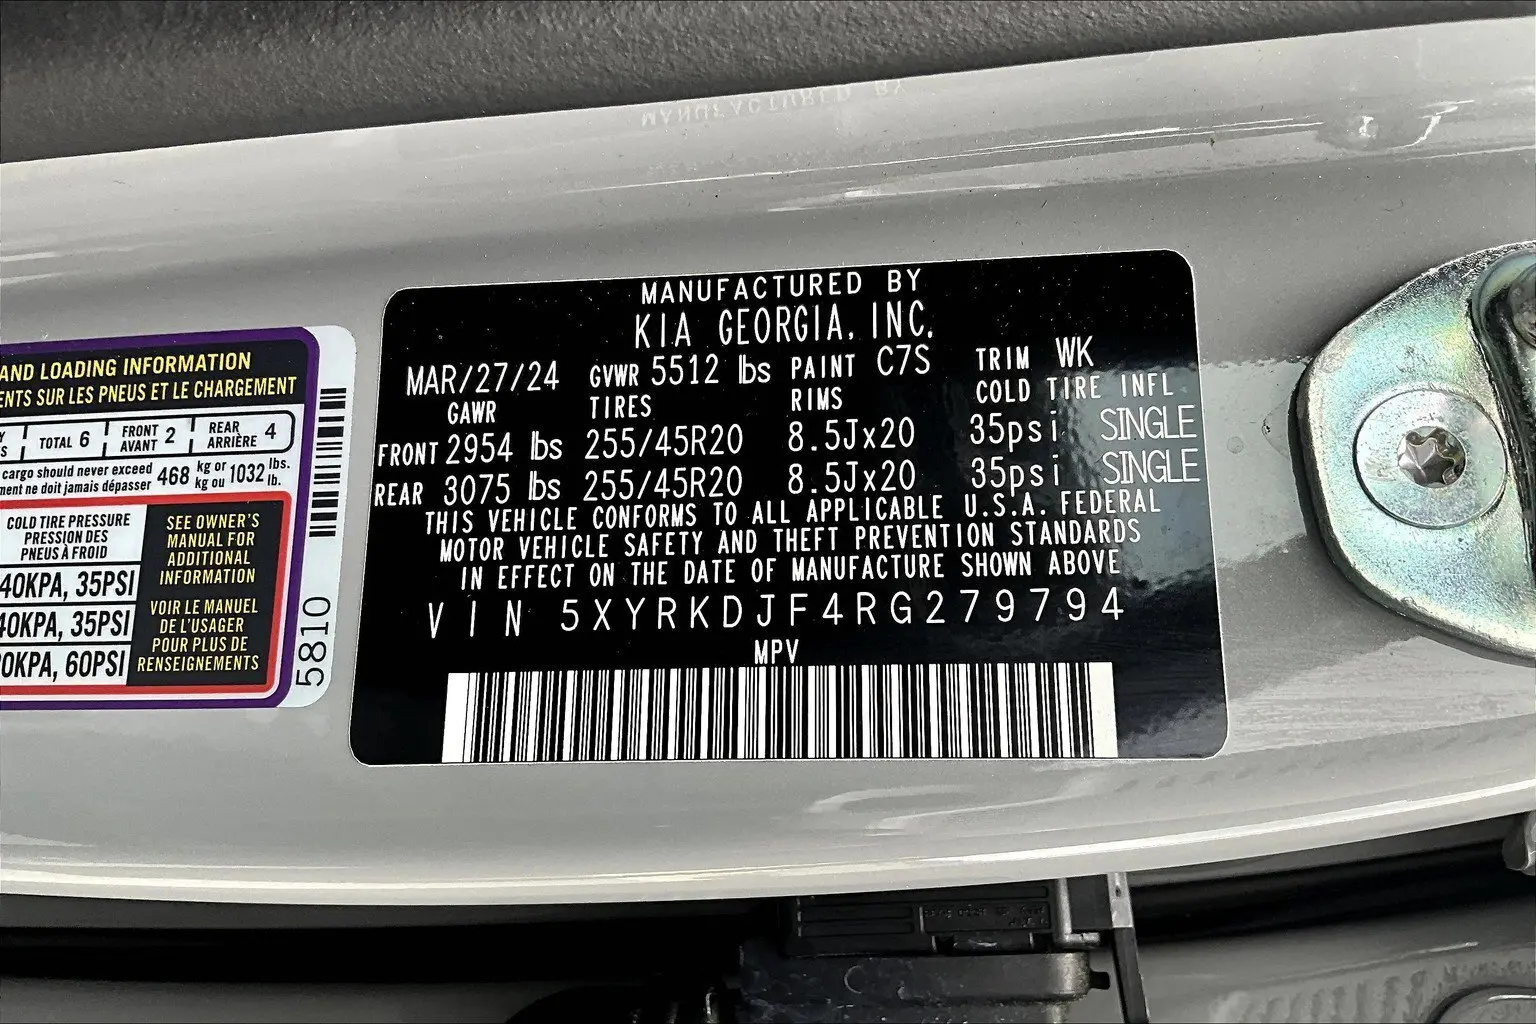 AND LOADING INFORMATION
ENTS SUR LES PNEUS ET LE CHARGEMENT
TOTAL 6
FRONT 2
AVANT
REAR 4
ARRIÈRE
cargo should never exceed 468 kg or 1032 lbs.
ment ne doit jamais dépasser kg ou lb.
COLD TIRE PRESSURE
PRESSION DES
PNEUS À FROID
40KPA, 35PSI
40KPA, 35PSI
20KPA, 60PSI
SEE OWNER'S
MANUAL FOR
ADDITIONAL
INFORMATION
VOIR LE MANUEL
DE L'USAGER
POUR PLUS DE
RENSEIGNEMENTS
5810
MANUFACTURED BY
KIA GEORGIA, INC.
MAR/27/24 GVWR 5512 lbs PAINT C7S TRIM WK
GAWR TIRES RIMS COLD TIRE INFL
FRONT 2954 lbs 255/45R20 8.5Jx20 35psi SINGLE
REAR 3075 lbs 255/45R20 8.5Jx20 35psi SINGLE
THIS VEHICLE CONFORMS TO ALL APPLICABLE U.S.A. FEDERAL
MOTOR VEHICLE SAFETY AND THEFT PREVENTION STANDARDS
IN EFFECT ON THE DATE OF MANUFACTURE SHOWN ABOVE
VIN 5XYRKDJF4RG279794
MPV